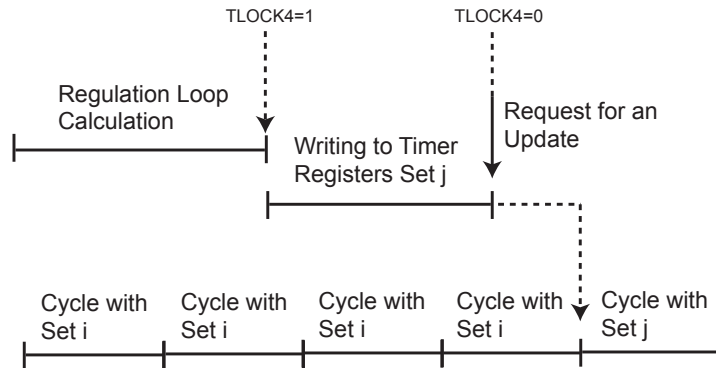 TLOCK4=1
TLOCK4=0
Regulation Loop
Calculation
Request for an
Update
Writing to Timer
Registers Set j
Cycle with
Set i
Cycle with
Set i
Cycle with
Set i
Cycle with
Set i
Cycle with
Set j